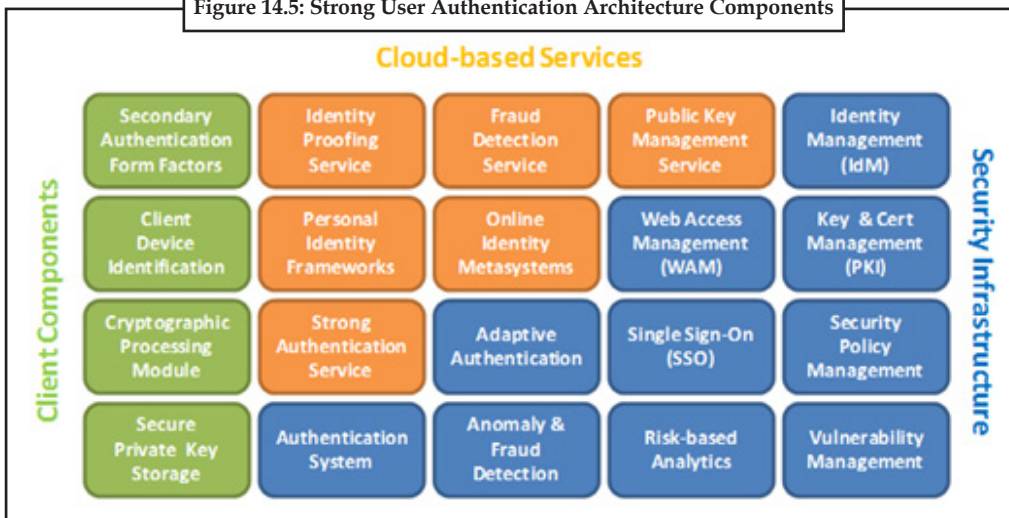 Figure 14.5: Strong User Authentication Architecture Components
Cloud-based Services
Client Components
Secondary
Authentication
Form Factors
Identity
Proofing
Service
Fraud
Detection
Service
Public Key
Management
Service
Identity
Management
(IdM)
Client
Device
Identification
Personal
Identity
Frameworks
Online
Identity
Metasystems
Web Access
Management
(WAM)
Key & Cert
Management
(PKI)
Cryptographic
Processing
Module
Strong
Authentication
Service
Adaptive
Authentication
Single Sign-On
(SSO)
Security
Policy
Management
Secure
Private Key
Storage
Authentication
System
Anomaly &
Fraud
Detection
Risk-based
Analytics
Vulnerability
Management
Security Infrastructure